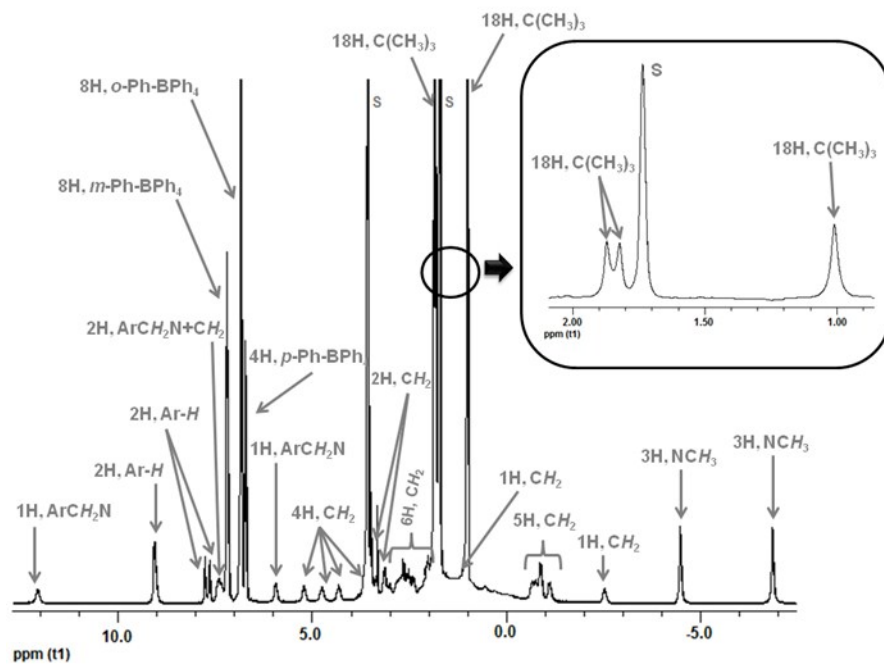 18H, C(CH₃)₃
18H, C(CH₃)₃
8H, o-Ph-BPh₄
S
S
8H, m-Ph-BPh₄
2H, ArCH₂N+CH₂
4H, p-Ph-BPh
2H, CH₂
2H, Ar-H
1H, ArCH₂N
6H, CH₂
1H, CH₂
3H, NCH₃
3H, NCH₃
2H, Ar-H
4H, CH₂
5H, CH₂
1H, ArCH₂N
1H, CH₂
10.0
5.0
0.0
-5.0
ppm (t1)
S
18H, C(CH₃)₃
18H, C(CH₃)₃
2.00
1.50
1.00
ppm (t1)